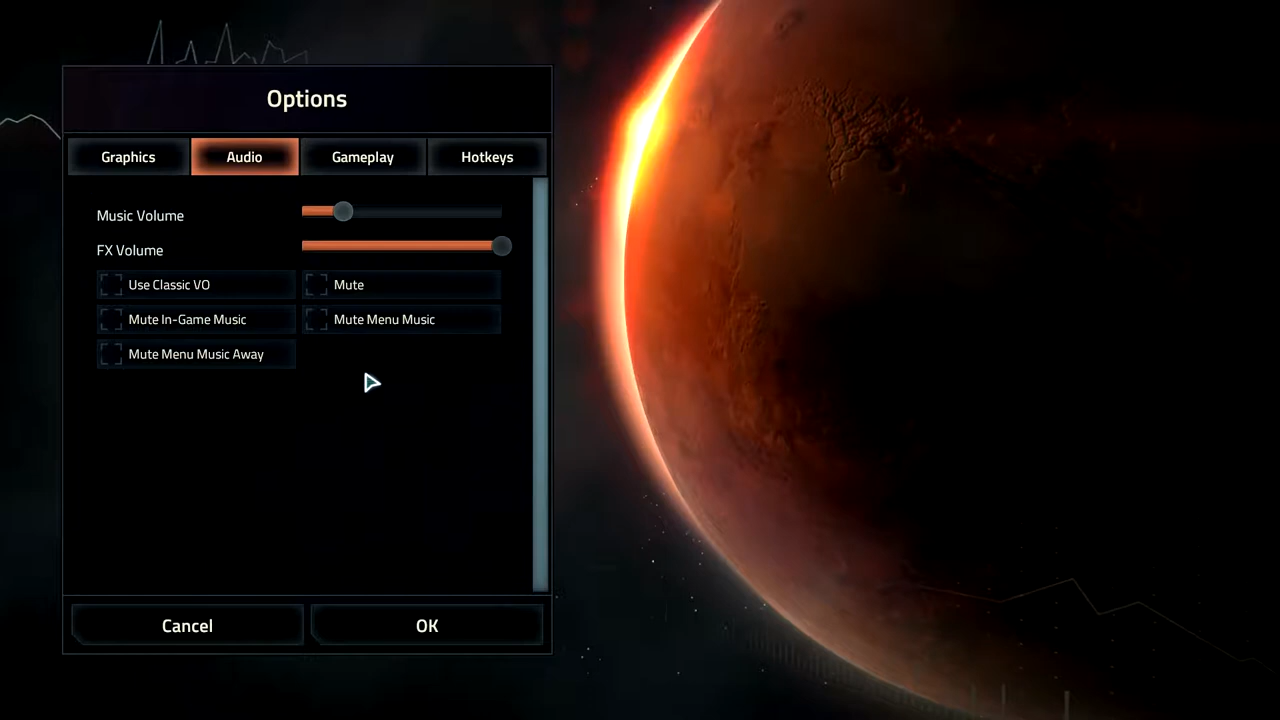 Options
Graphics Audio Gameplay Hotkeys
Music Volume
FX Volume
Use Classic VO Mute
Mute In-Game Music Mute Menu Music
Mute Menu Music Away
Cancel OK